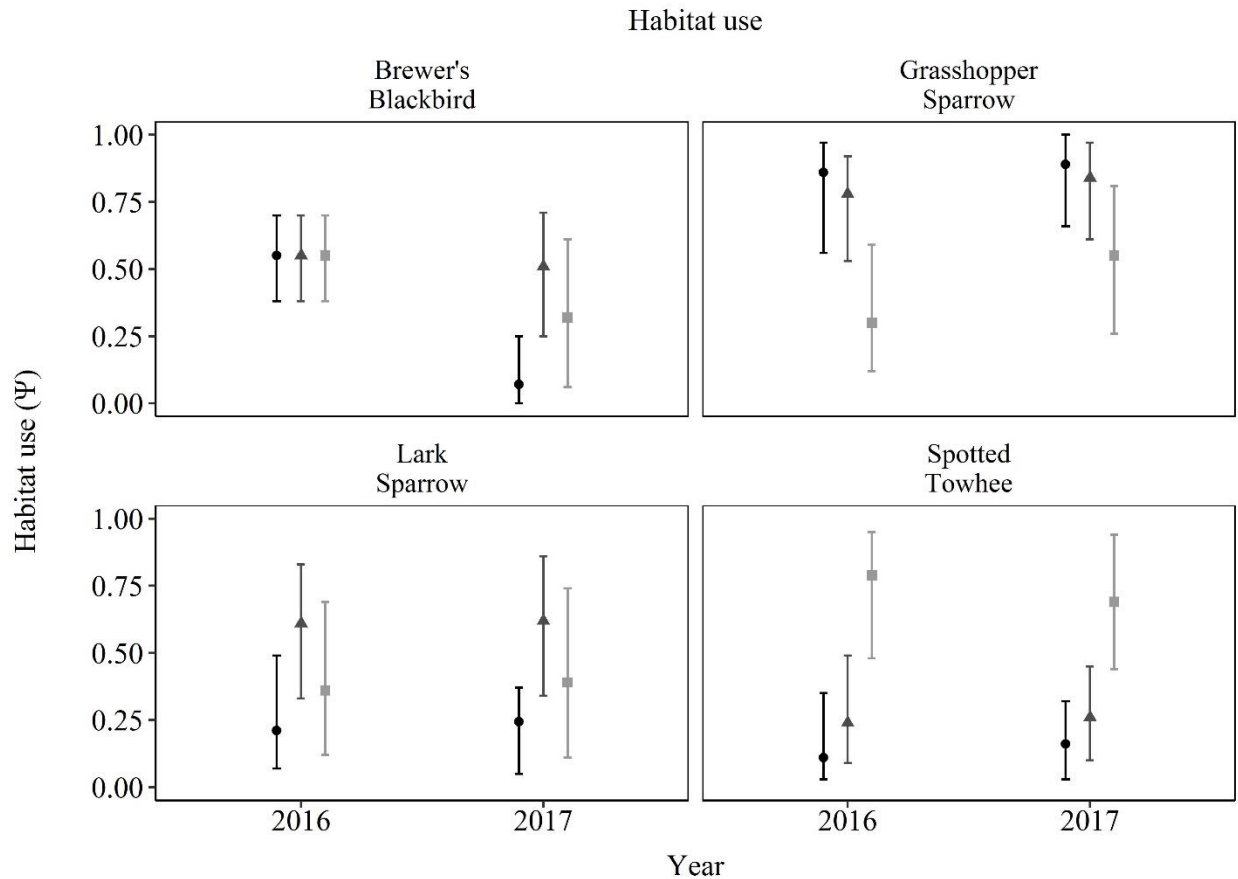 Habitat use
Brewer's
Blackbird
Grasshopper
Sparrow
1.00
0.75
0.50
0.25
0.00
Lark
Sparrow
Spotted
Towhee
1.00
0.75
0.50
0.25
0.00
Habitat use (Ψ)
2016
2017
2016
2017
Year